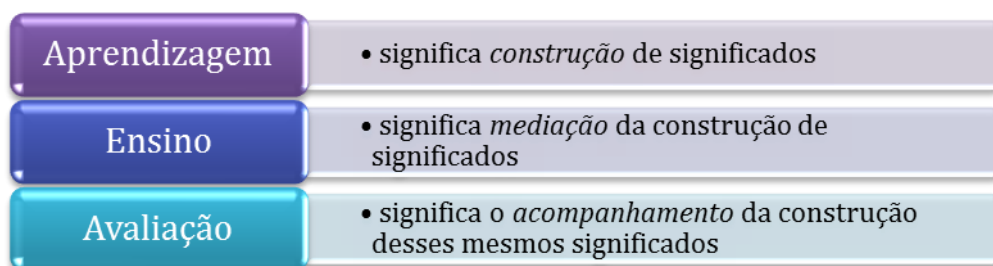 Aprendizagem
• significa construção de significados
Ensino
• significa mediação da construção de
significados
Avaliação
• significa o acompanhamento da construção
desses mesmos significados